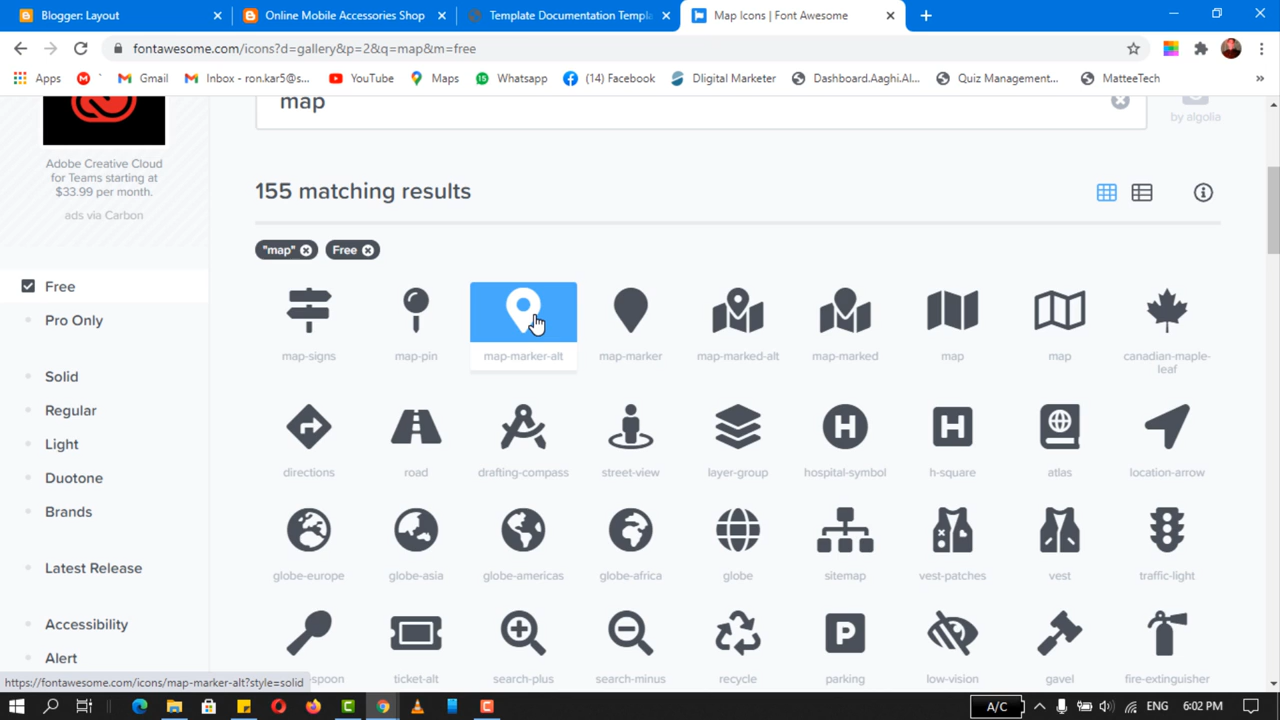 Blogger: Layout
Online Mobile Accessories Shop
Template Documentation Templa
Map Icons | Font Awesome
fontawesome.com/icons?d=gallery&p=2&q=map&m=free
Apps
Gmail
Inbox - ron.kar5@s...
YouTube
Maps
Whatsapp
(14) Facebook
Dligital Marketer
Dashboard.Aaghi.Al...
Quiz Management...
MatteeTech
»
map
by algolia
Adobe Creative Cloud
for Teams starting at
$33.99 per month.
ads via Carbon
155 matching results
"map"
Free
Free
Pro Only
Solid
Regular
Light
Duotone
Brands
Latest Release
Accessibility
Alert
map-signs
map-pin
map-marker-alt
map-marker
map-marked-alt
map-marked
map
map
canadian-maple-
leaf
directions
road
drafting-compass
street-view
layer-group
H
hospital-symbol
H
h-square
atlas
location-arrow
globe-europe
globe-asia
globe-americas
globe-africa
globe
sitemap
vest-patches
vest
traffic-light
spoon
ticket-alt
search-plus
search-minus
recycle
P
parking
low-vision
gavel
fire-extinguisher
https://fontawesome.com/icons/map-marker-alt?style=solid
A/C
ENG
6:02 PM